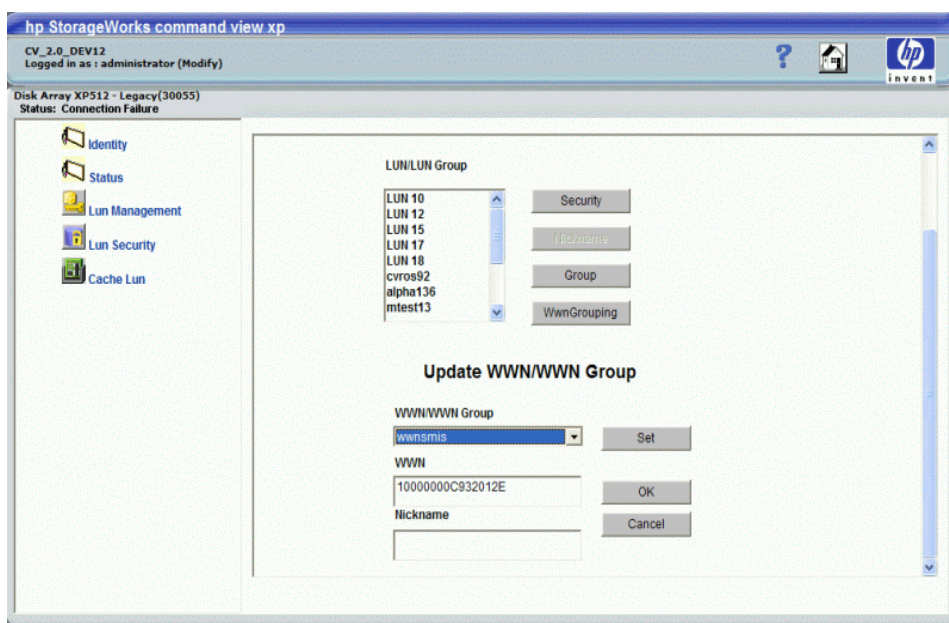 hp StorageWorks command view xp
CV_2.0_DEV12
Logged in as : administrator (Modify)
?
hp
invent
Disk Array XP512 - Legacy(30055)
Status: Connection Failure
Identity
Status
Lun Management
Lun Security
Cache Lun
LUN/LUN Group
LUN 10
LUN 12
LUN 15
LUN 17
LUN 18
cvros92
alpha136
mtest13
Security
Nickname
Group
WwnGrouping
Update WWN/WWN Group
WWN/WWN Group
wwnsmis
Set
WWN
10000000C932012E
OK
Nickname
Cancel